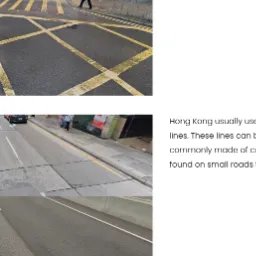 Hong Kong usually use
lines. These lines can b
commonly made of c
found on small roads